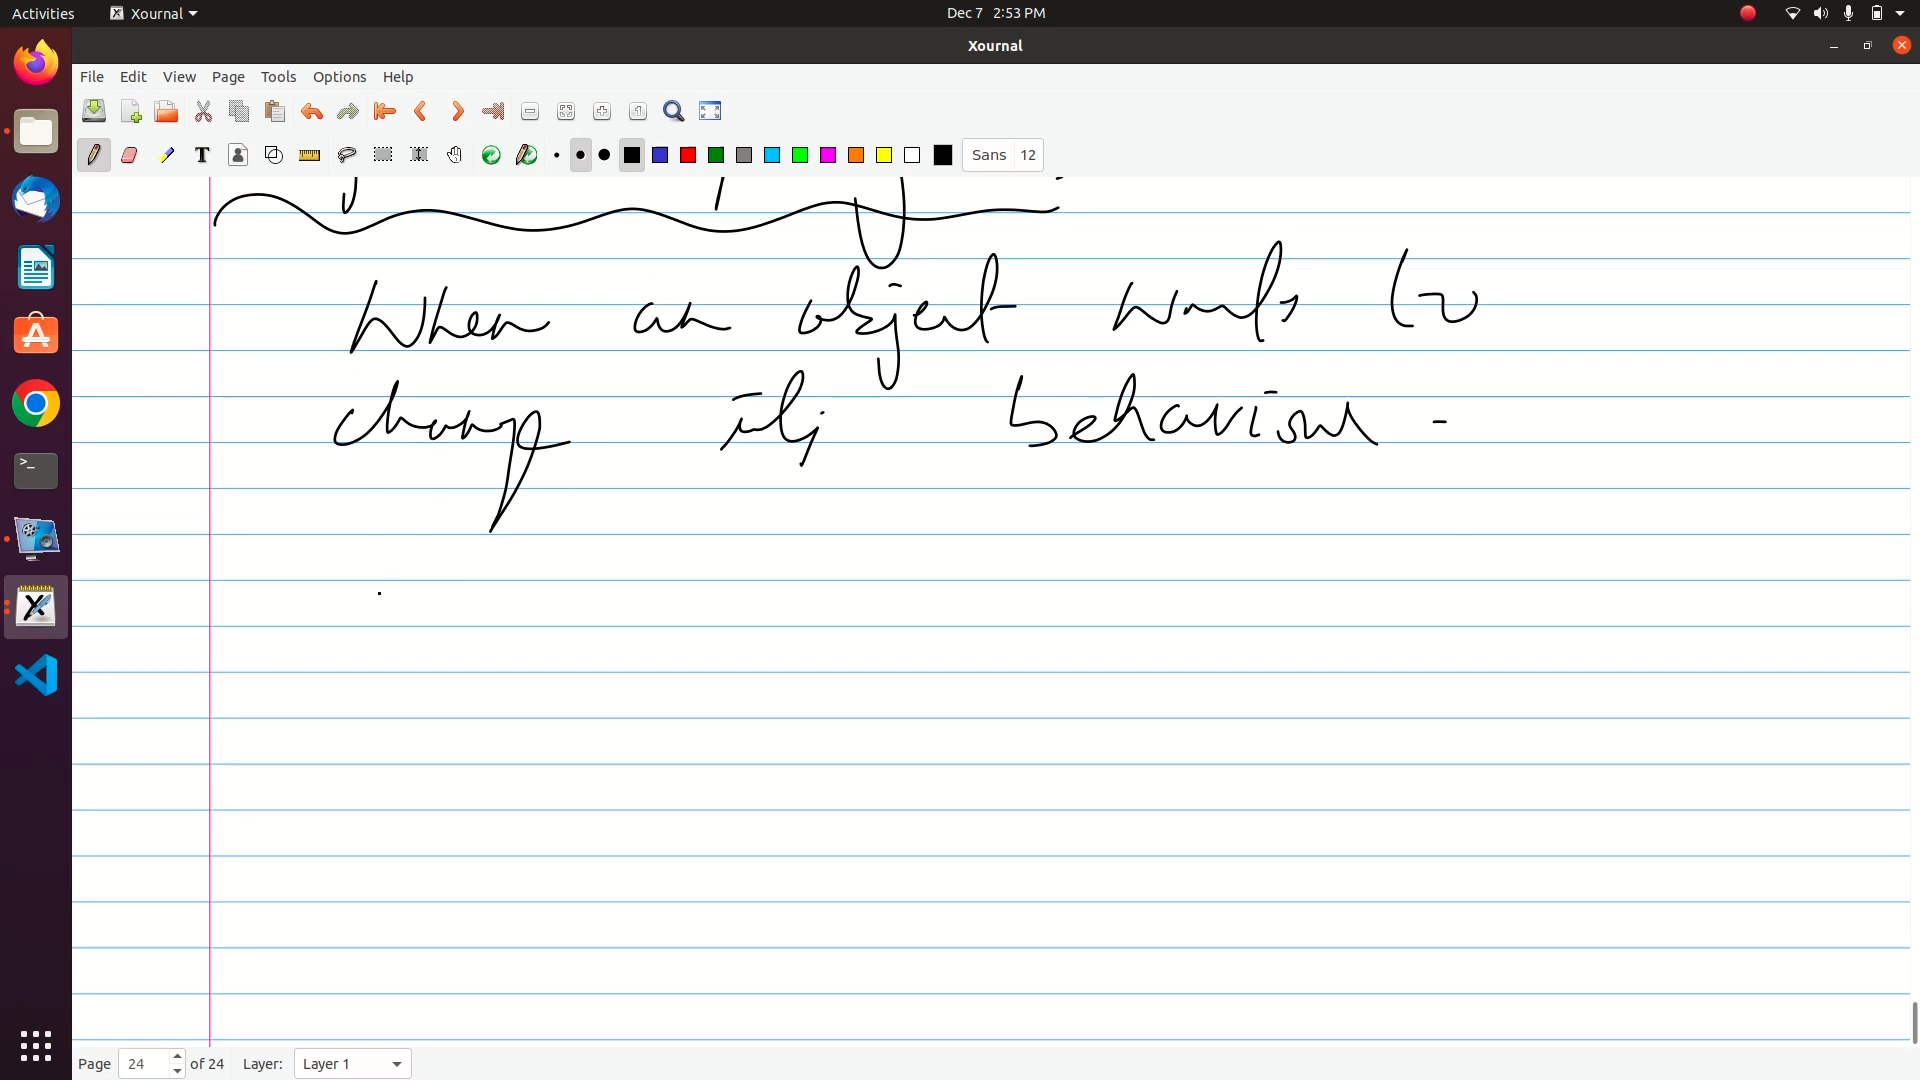 Activities Xournal Dec 7 2:53 PM
Xournal
File Edit View Page Tools Options Help
T Sans 12
When an object wants to
change its behaviour -
Page 24 of 24 Layer: Layer 1